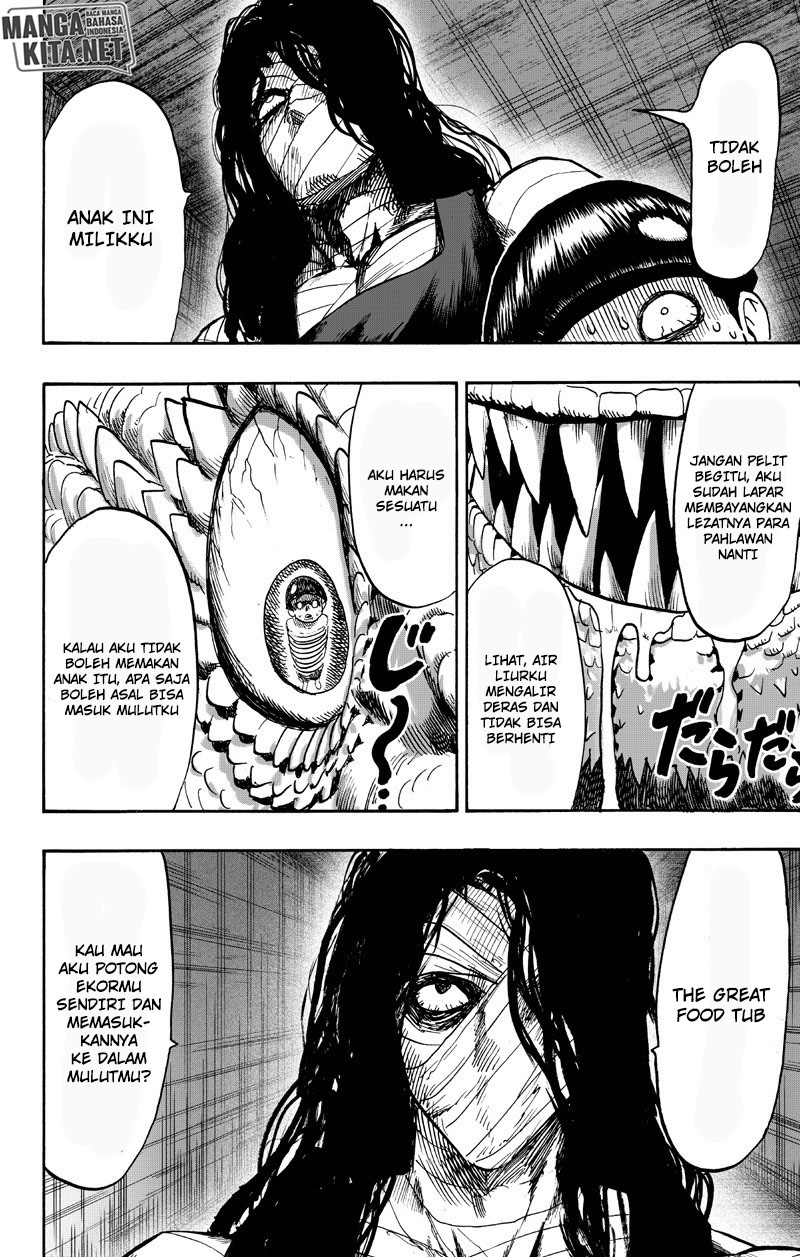 MANGA
BACA MANGA
BAHASA
INDONESIA
KITA.NET
TIDAK
BOLEH
ANAK INI
MILIKKU
JANGAN PELIT
BEGITU, AKU
SUDAH LAPAR
MEMBAYANGKAN
LEZATNYA PARA
PAHLAWAN
NANTI
LIHAT, AIR
LIURKU
MENGALIR
DERAS DAN
TIDAK BISA
BERHENTI
だらだら
AKU HARUS
MAKAN
SESUATU
...
KALAU AKU TIDAK
BOLEH MEMAKAN
ANAK ITU, APA SAJA
BOLEH ASAL BISA
MASUK MULUTKU
じ〜...
THE GREAT
FOOD TUB
KAU MAU
AKU POTONG
EKORMU
SENDIRI DAN
MEMASUK-
KANNYA
KE DALAM
MULUTMU?